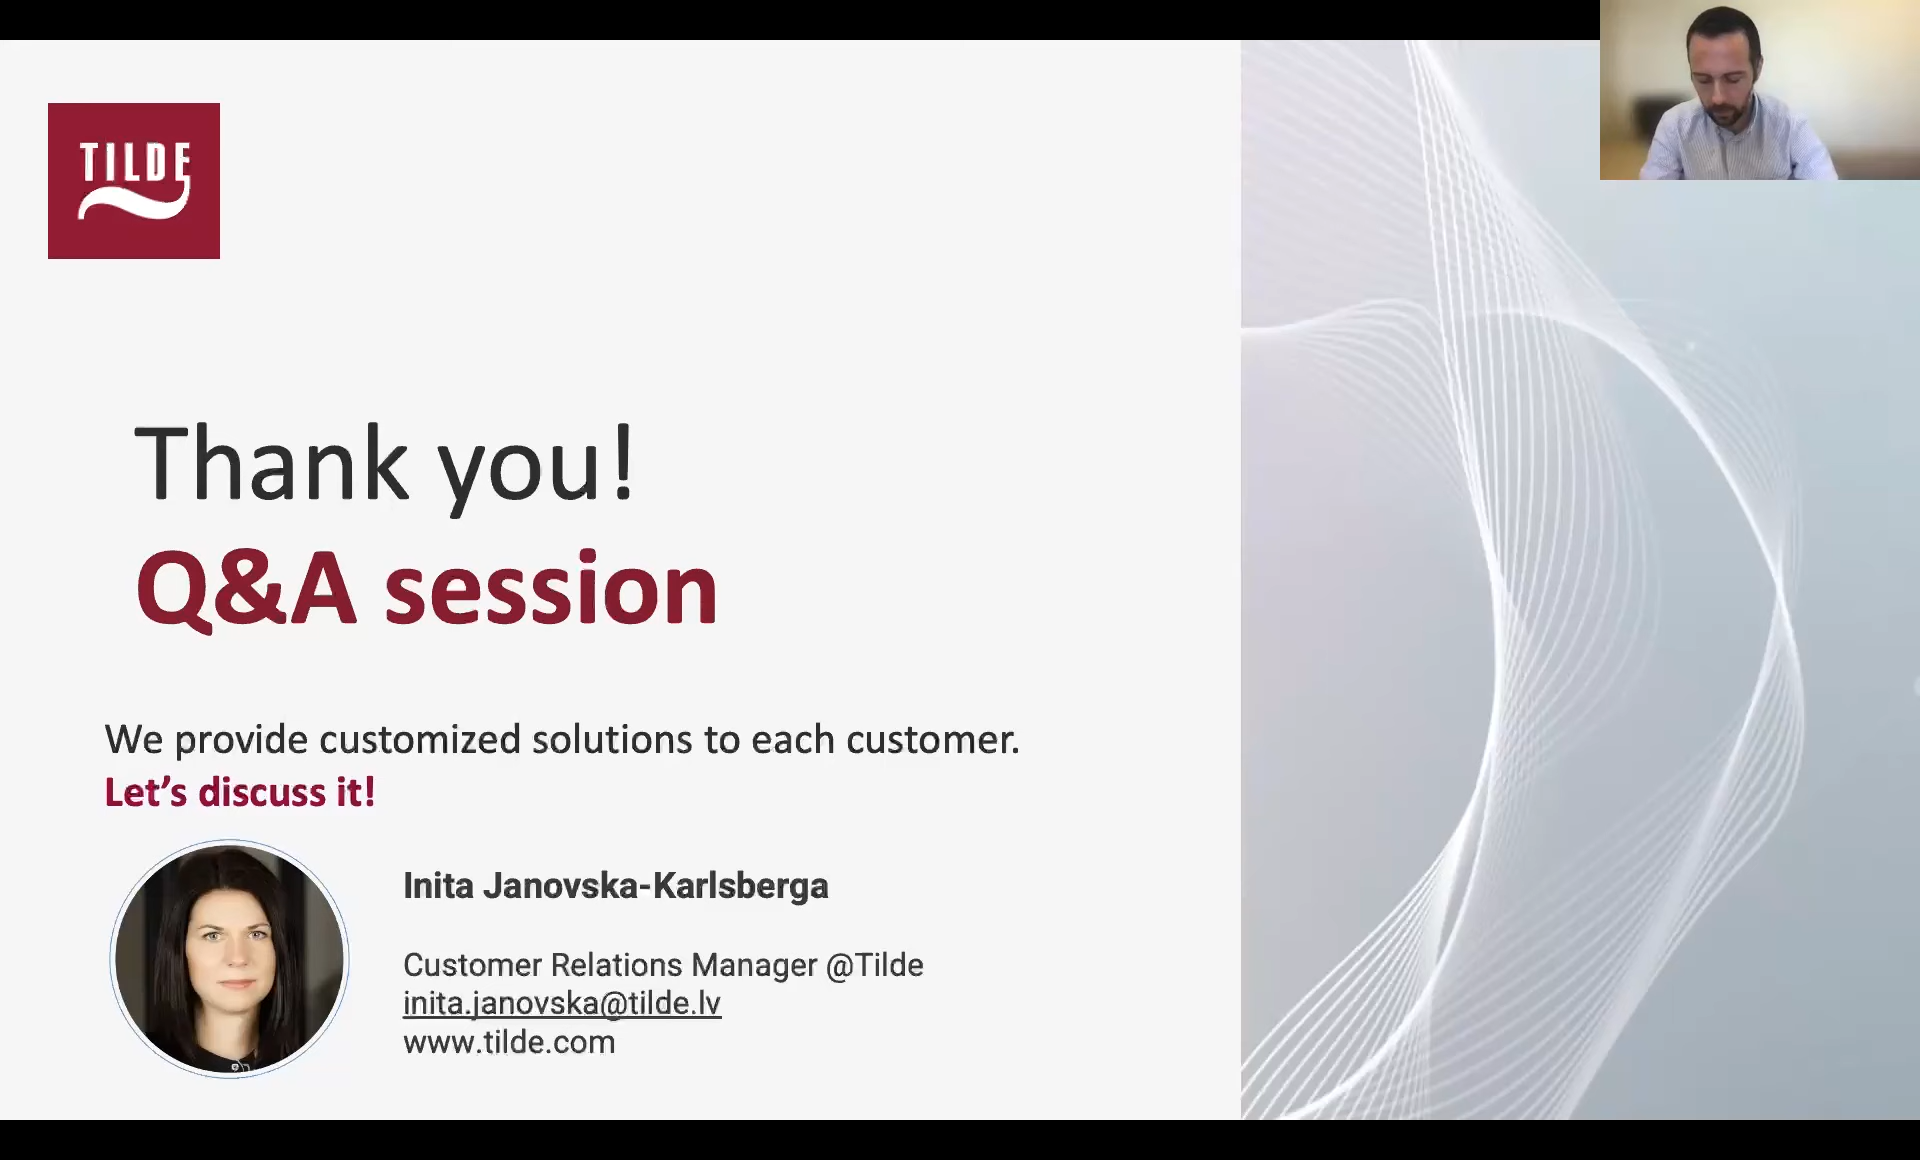 TILDE
Thank you!
Q&A session
We provide customized solutions to each customer.
Let’s discuss it!
Inita Janovska-Karlsberga
Customer Relations Manager @Tilde
inita.janovska@tilde.lv
www.tilde.com